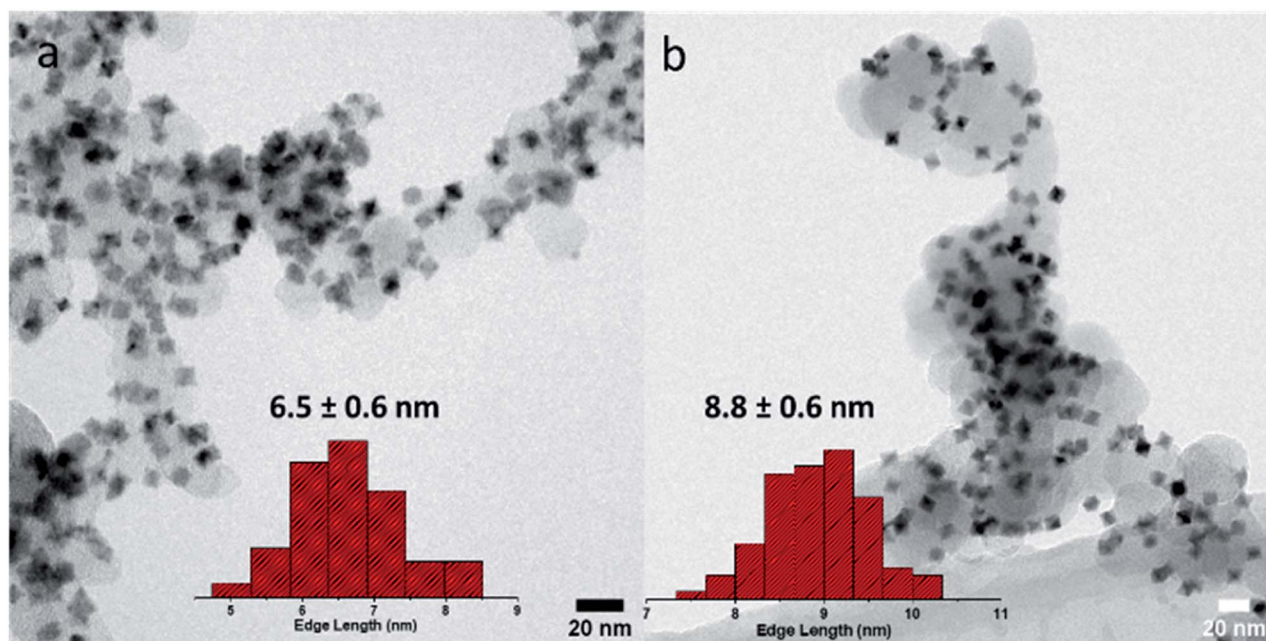 a
b
6.5 ± 0.6 nm
8.8 ± 0.6 nm
5 6 7 8 9
Edge Length (nm)
20 nm
7 8 9 10 11
Edge Length (nm)
20 nm